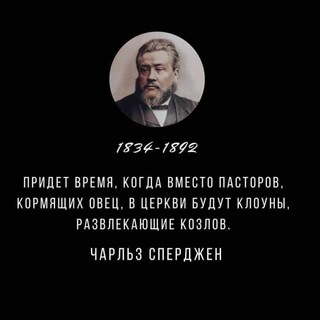 1834-1892
ПРИДЕТ ВРЕМЯ, КОГДА ВМЕСТО ПАСТОРОВ,
КОРМЯЩИХ ОВЕЦ, В ЦЕРКВИ БУДУТ КЛОУНЫ,
РАЗВЛЕКАЮЩИЕ КОЗЛОВ.
ЧАРЛЬЗ СПЕРДЖЕН